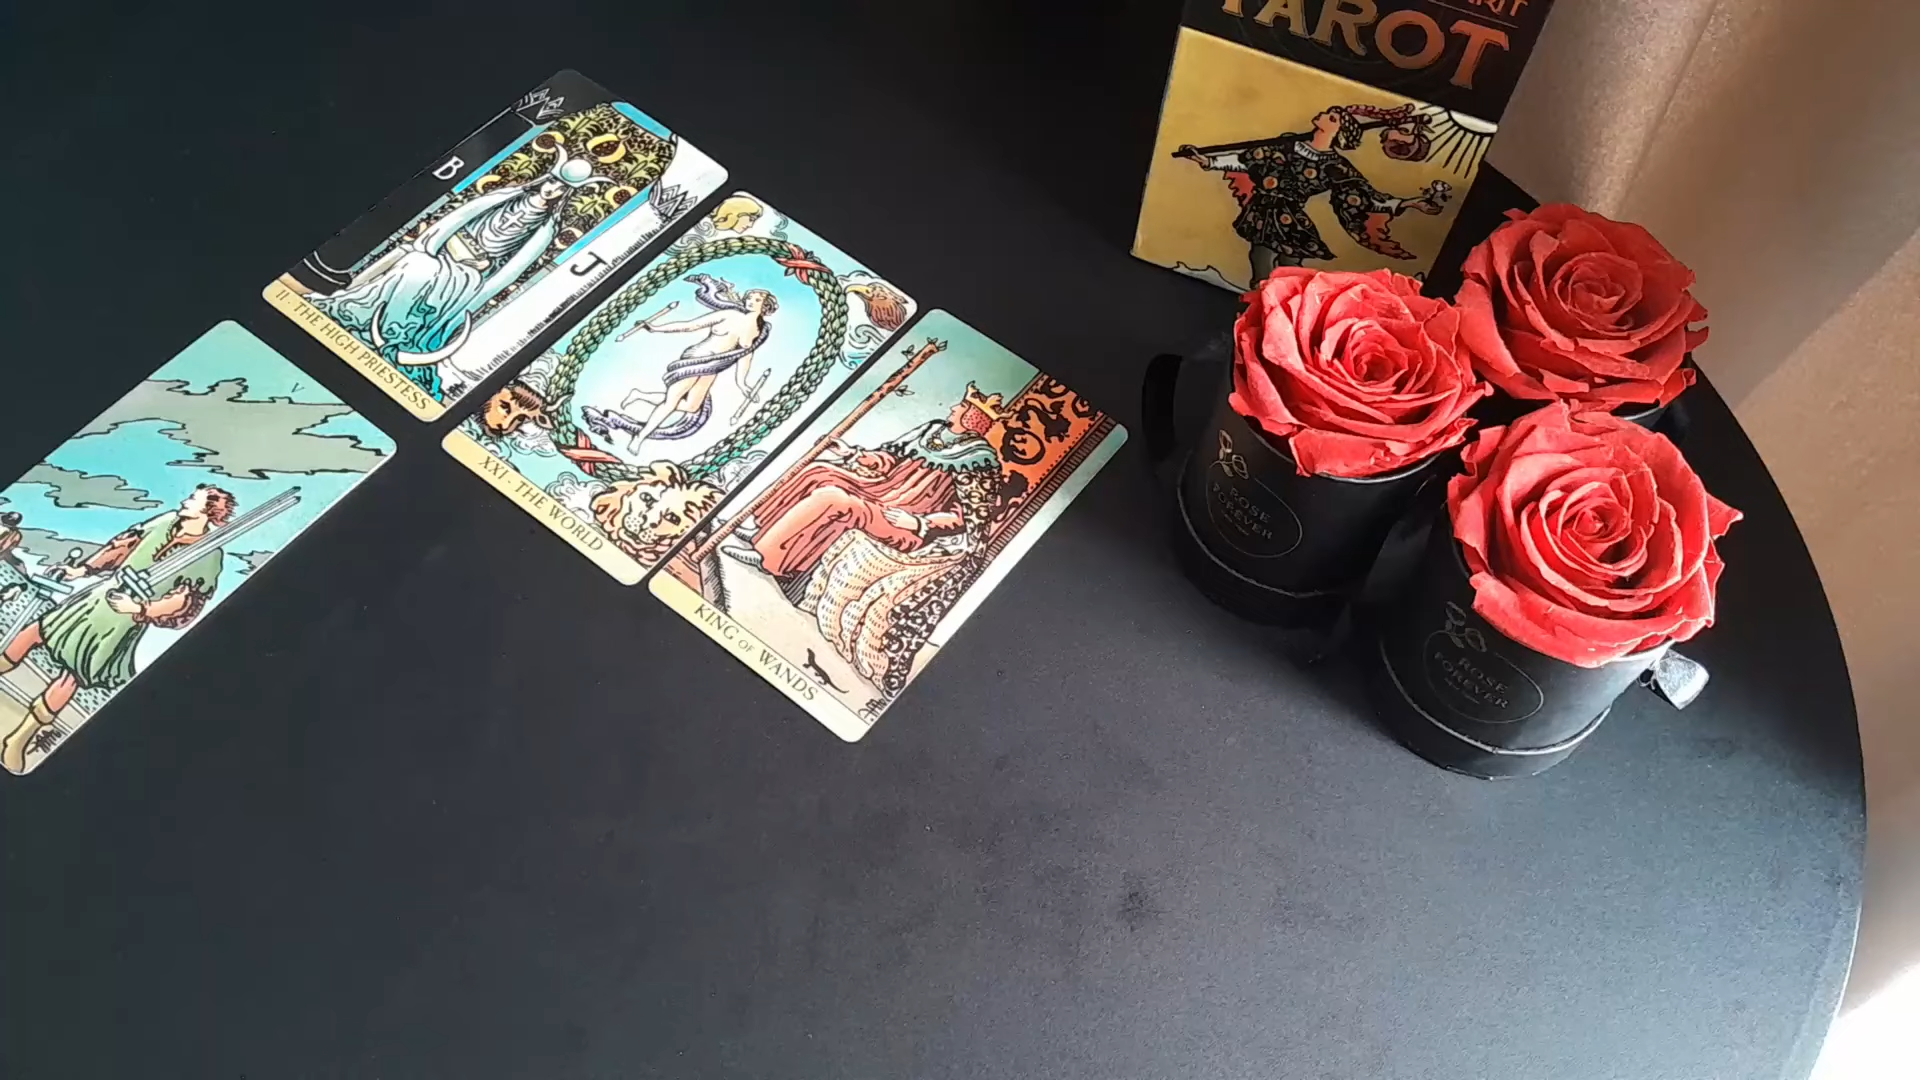 TAROT
B
J
II · THE HIGH PRIESTESS
V
XXI · THE WORLD
KING OF WANDS
ROSE
FOREVER
ROSE
FOREVER